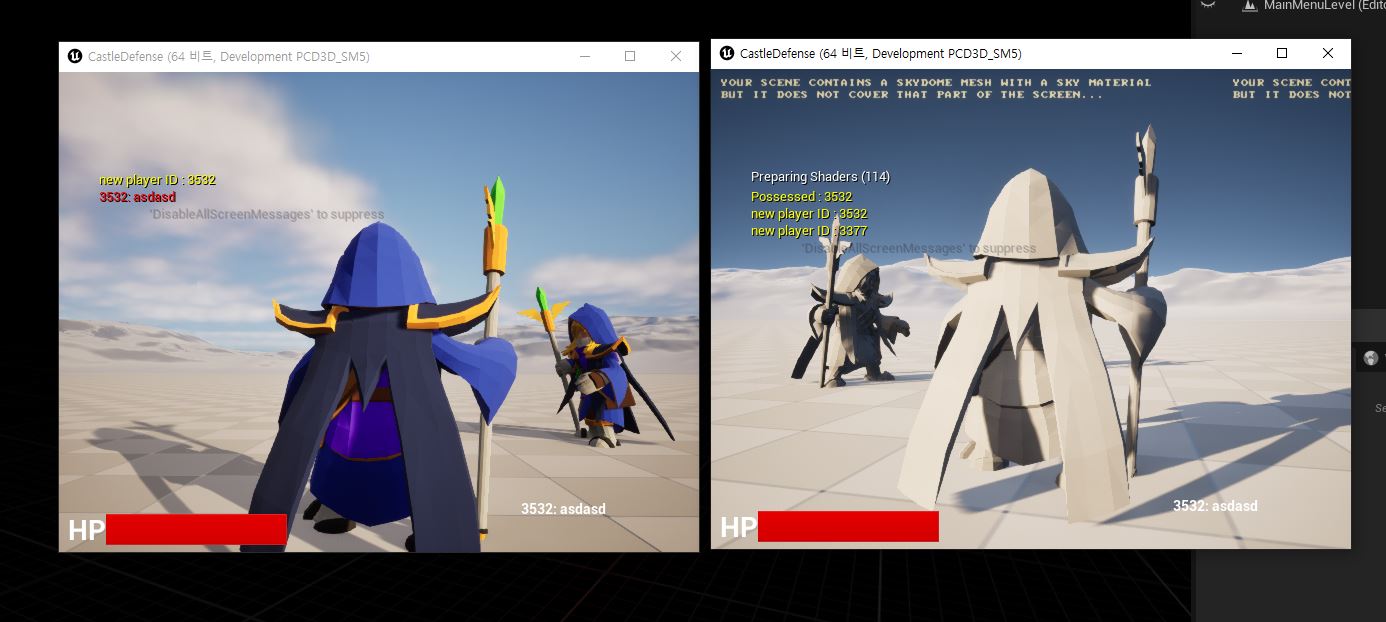 MainMenuLevel (Edito
CastleDefense (64 비트, Development PCD3D_SM5)
new player ID : 3532
3532: asdasd
'DisableAllScreenMessages' to suppress
3532: asdasd
HP
CastleDefense (64 비트, Development PCD3D_SM5)
YOUR SCENE CONTAINS A SKYDOME MESH WITH A SKY MATERIAL
BUT IT DOES NOT COVER THAT PART OF THE SCREEN...
YOUR SCENE CONT
BUT IT DOES NOT
Preparing Shaders (114)
Possessed : 3532
new player ID : 3532
new player ID : 3377
'DisableAllScreenMessages' to suppress
3532: asdasd
HP
Se